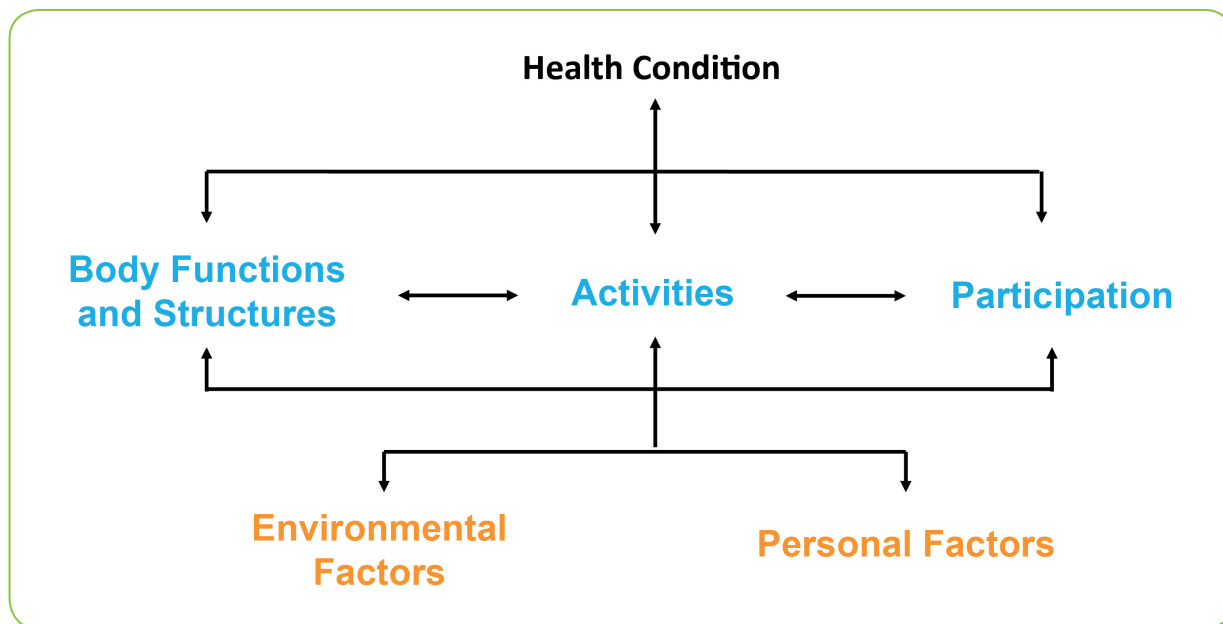 Health Condition
Body Functions
and Structures
Activities
Participation
Environmental
Factors
Personal Factors